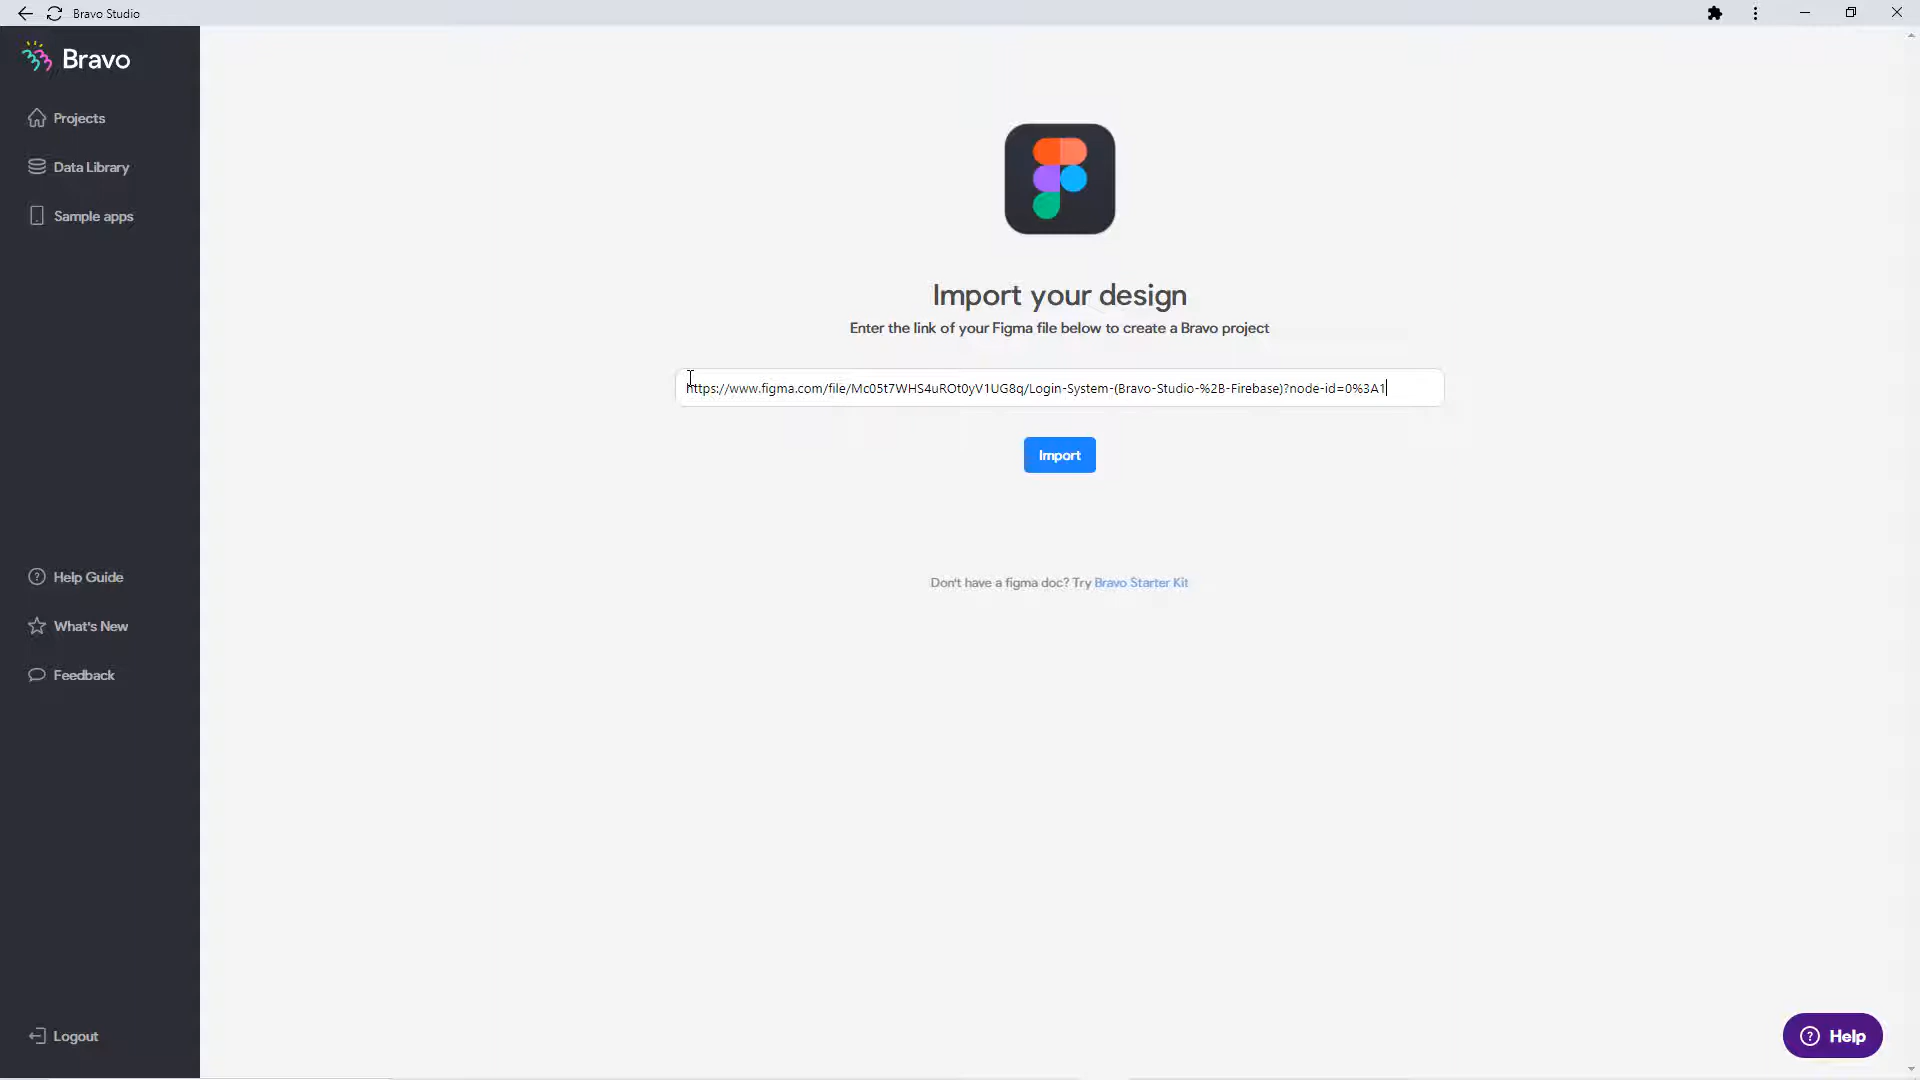 Bravo Studio
Bravo
Projects
Data Library
Sample apps
Help Guide
What's New
Feedback
Logout
Import your design
Enter the link of your Figma file below to create a Bravo project
https://www.figma.com/file/Mc05t7WHS4uROt0yV1UG8q/Login-System-(Bravo-Studio-%2B-Firebase)?node-id=0%3A1
Import
Don't have a figma doc? Try Bravo Starter Kit
Help